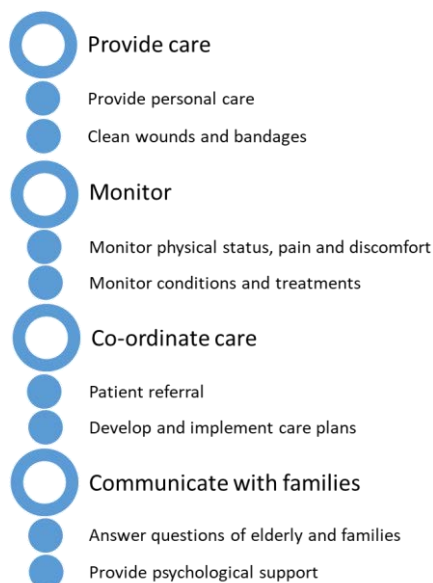 Provide care
Provide personal care
Clean wounds and bandages
Monitor
Monitor physical status, pain and discomfort
Monitor conditions and treatments
Co-ordinate care
Patient referral
Develop and implement care plans
Communicate with families
Answer questions of elderly and families
Provide psychological support